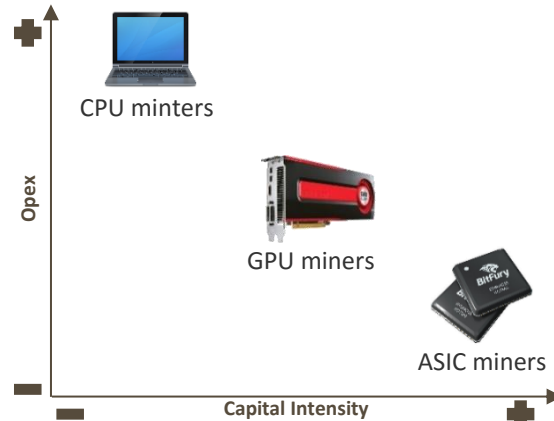 CPU minters
Opex
GPU miners
BitFury
ASIC miners
Capital Intensity